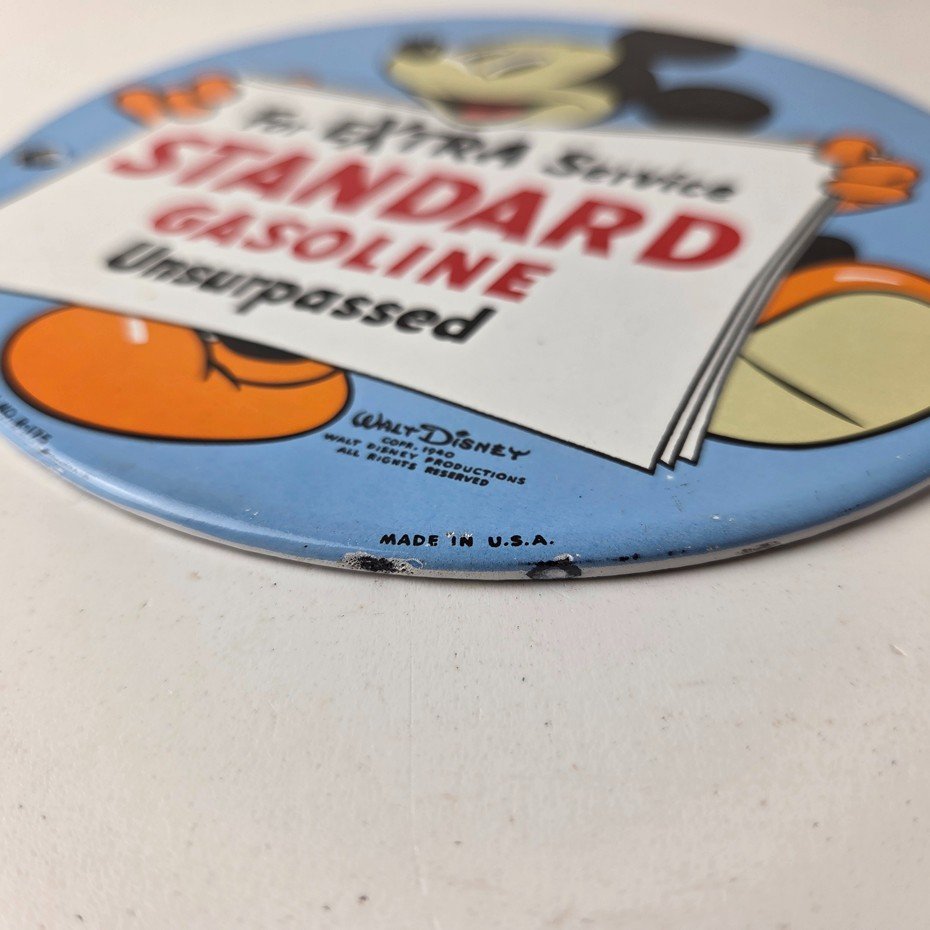 For EXTRA Service
STANDARD
GASOLINE
Unsurpassed
WALT DISNEY
COPR. 1940
WALT DISNEY PRODUCTIONS
ALL RIGHTS RESERVED
MADE IN U.S.A.